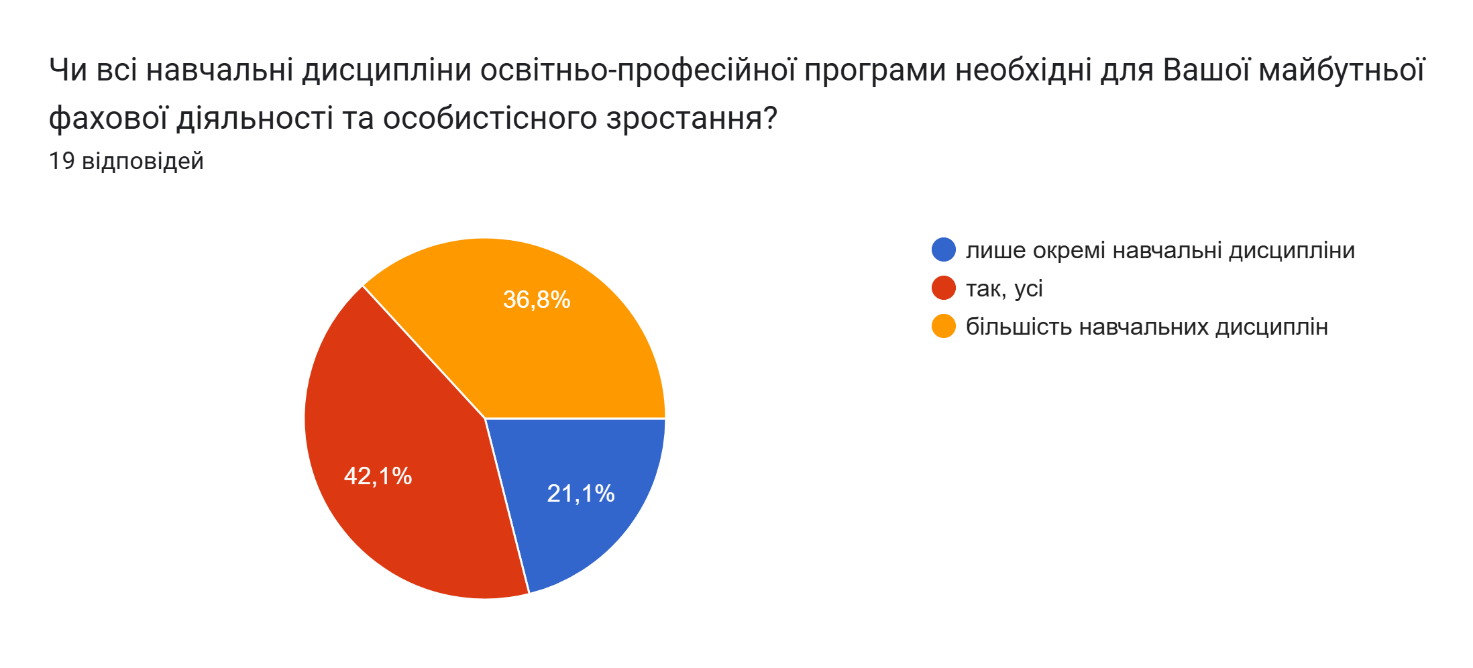 Чи всі навчальні дисципліни освітньо-професійної програми необхідні для Вашої майбутньої
фахової діяльності та особистісного зростання?
19 відповідей
лише окремі навчальні дисципліни
так, усі
більшість навчальних дисциплін
36,8%
42,1%
21,1%